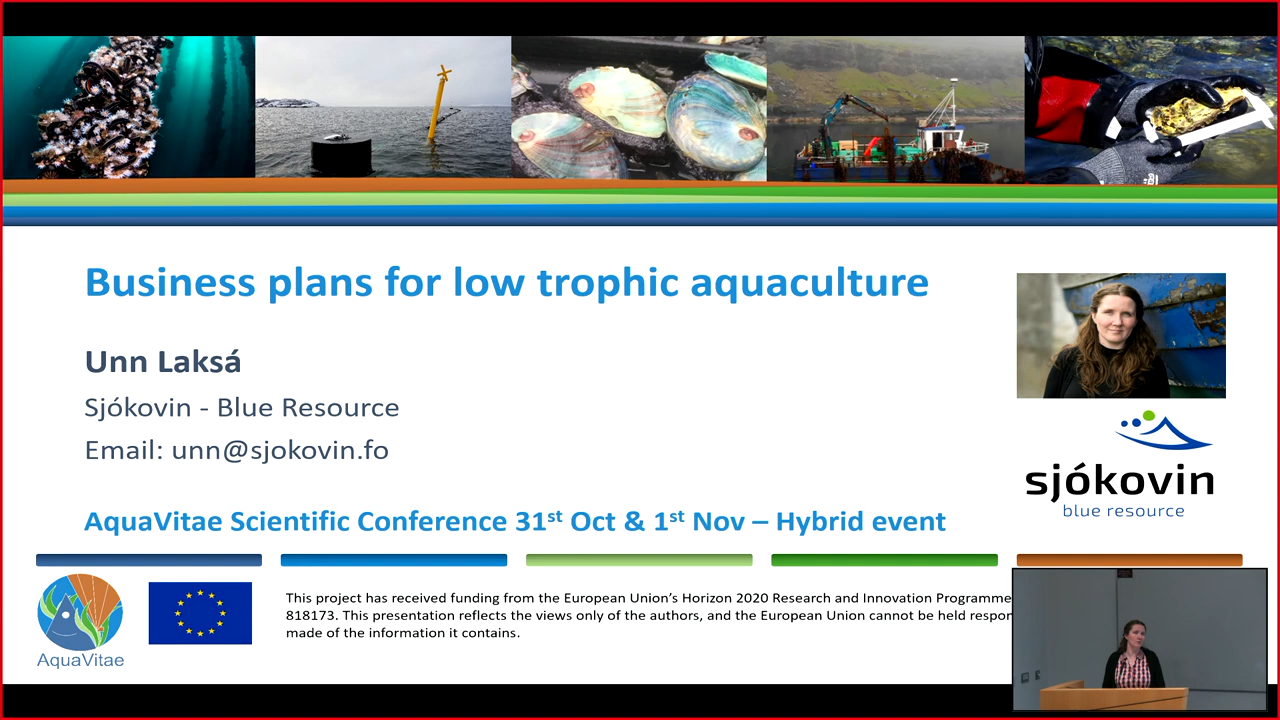 Business plans for low trophic aquaculture
Unn Laksá
Sjókovin - Blue Resource
Email: unn@sjokovin.fo
sjókovin
blue resource
AquaVitae Scientific Conference 31st Oct & 1st Nov – Hybrid event
This project has received funding from the European Union's Horizon 2020 Research and Innovation Programme
818173. This presentation reflects the views only of the authors, and the European Union cannot be held respon
made of the information it contains.
AquaVitae